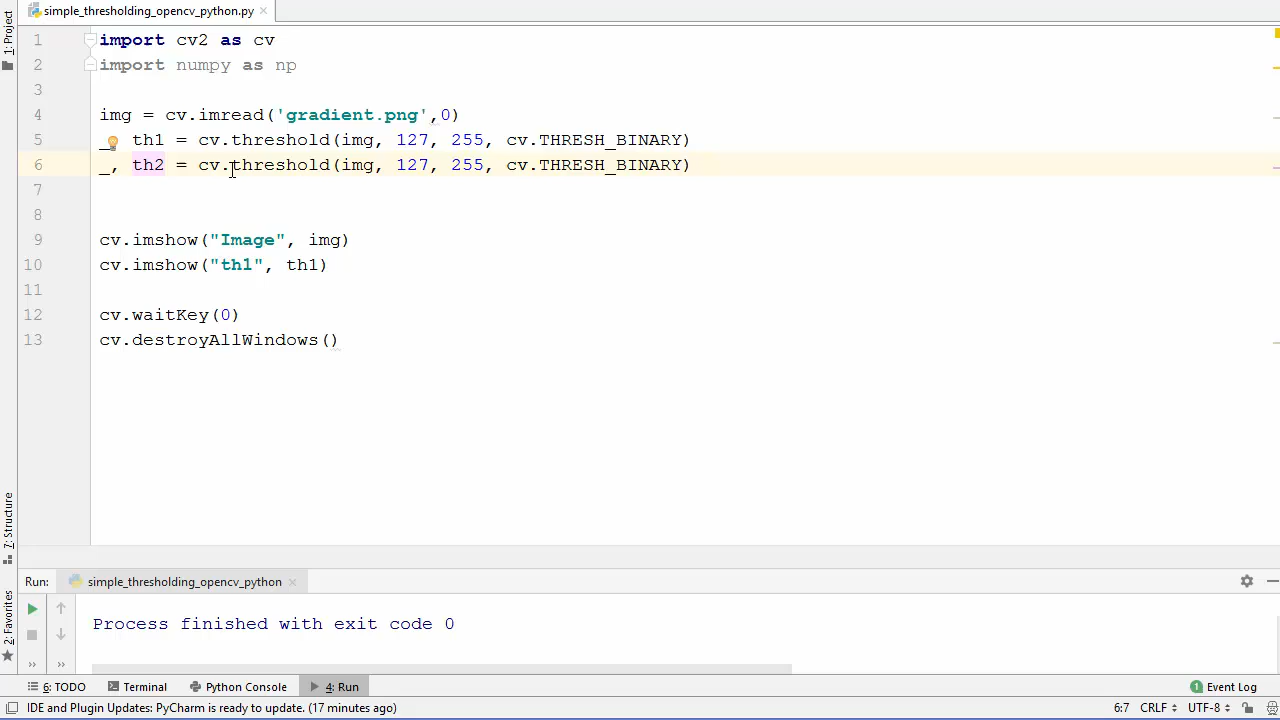 simple_thresholding_opencv_python.py
1: Project
1 import cv2 as cv
2 import numpy as np
3
4 img = cv.imread('gradient.png',0)
5 _ th1 = cv.threshold(img, 127, 255, cv.THRESH_BINARY)
6 _, th2 = cv.threshold(img, 127, 255, cv.THRESH_BINARY)
7
8
9 cv.imshow("Image", img)
10 cv.imshow("th1", th1)
11
12 cv.waitKey(0)
13 cv.destroyAllWindows()
7: Structure
2: Favorites
Run: simple_thresholding_opencv_python
Process finished with exit code 0
6: TODO Terminal Python Console 4: Run 1 Event Log
IDE and Plugin Updates: PyCharm is ready to update. (17 minutes ago) 6:7 CRLF UTF-8